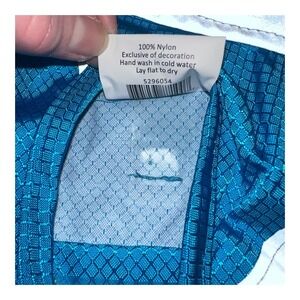 100% Nylon
Exclusive of decoration
Hand wash in cold water
Lay flat to dry
5296054